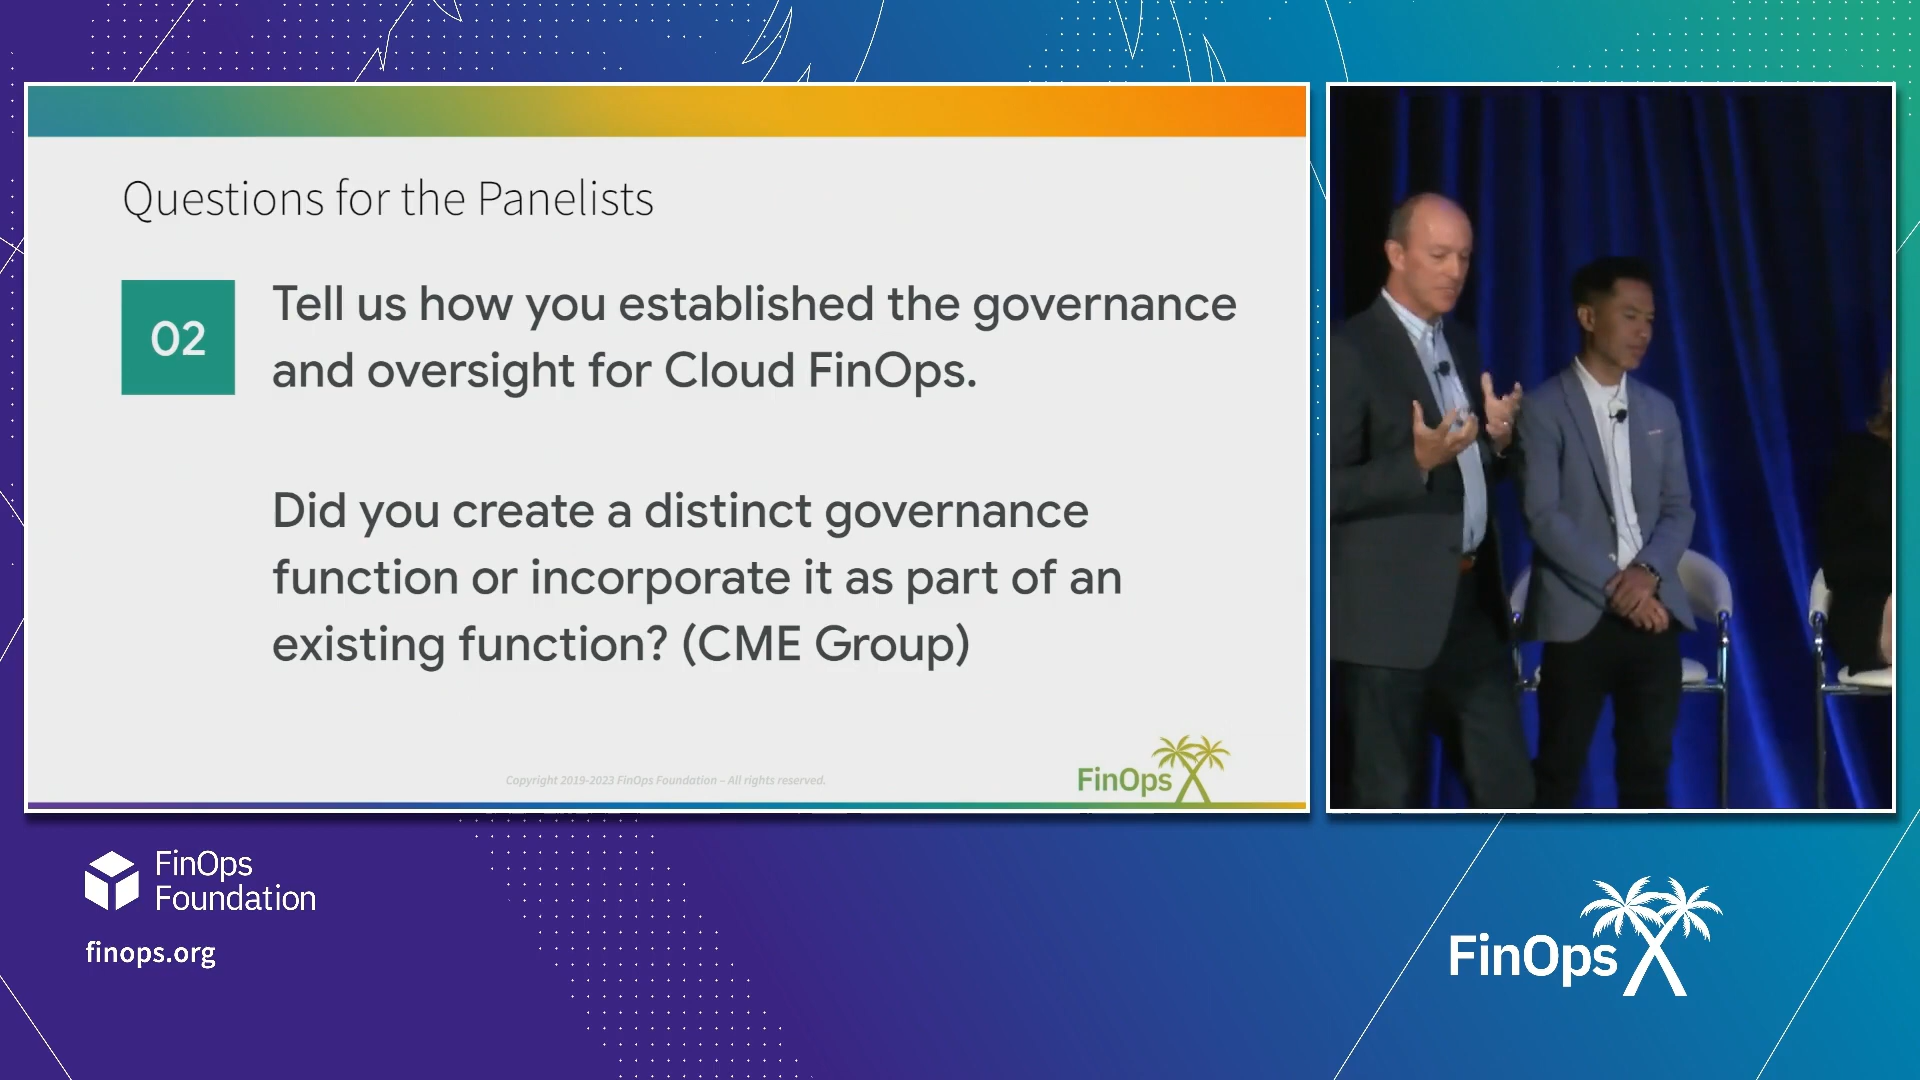 Questions for the Panelists
02
Tell us how you established the governance
and oversight for Cloud FinOps.
Did you create a distinct governance
function or incorporate it as part of an
existing function? (CME Group)
Copyright 2019-2023 FinOps Foundation – All rights reserved.
FinOps X
FinOps
Foundation
finops.org
FinOps X